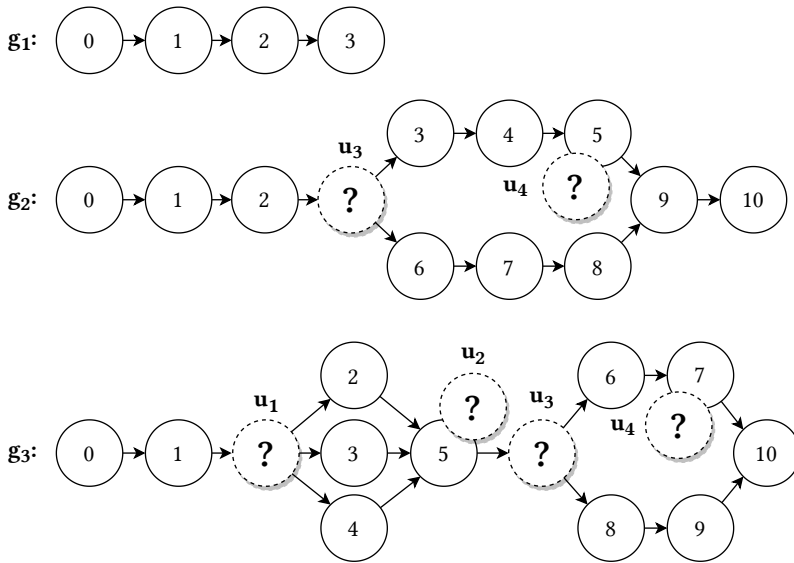 g1: 0 1 2 3
3 4 5
u3
u4
g2: 0 1 2 ? ? 9 10
6 7 8
u2
2 6 7
u1 ? u3
u4 ?
g3: 0 1 ? 3 5 ? 10
4 8 9